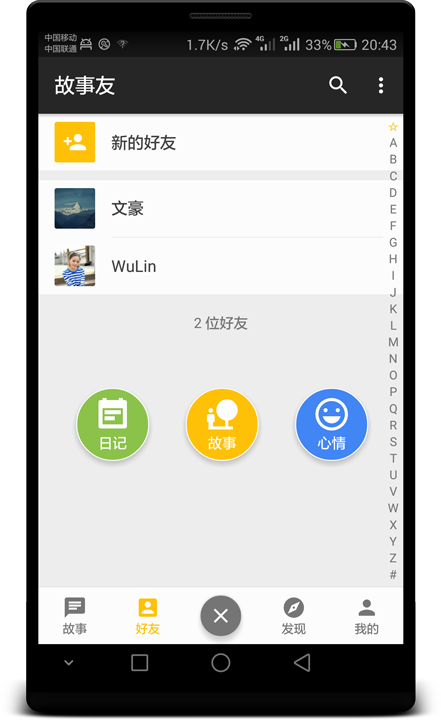 中国移动
中国联通
1.7K/s
4G
2G
33%
20:43
故事友
新的好友
文豪
WuLin
2 位好友
☆
A
B
C
D
E
F
G
H
I
J
K
L
M
N
O
P
Q
R
S
T
U
V
W
X
Y
Z
#
日记
故事
心情
故事
好友
发现
我的